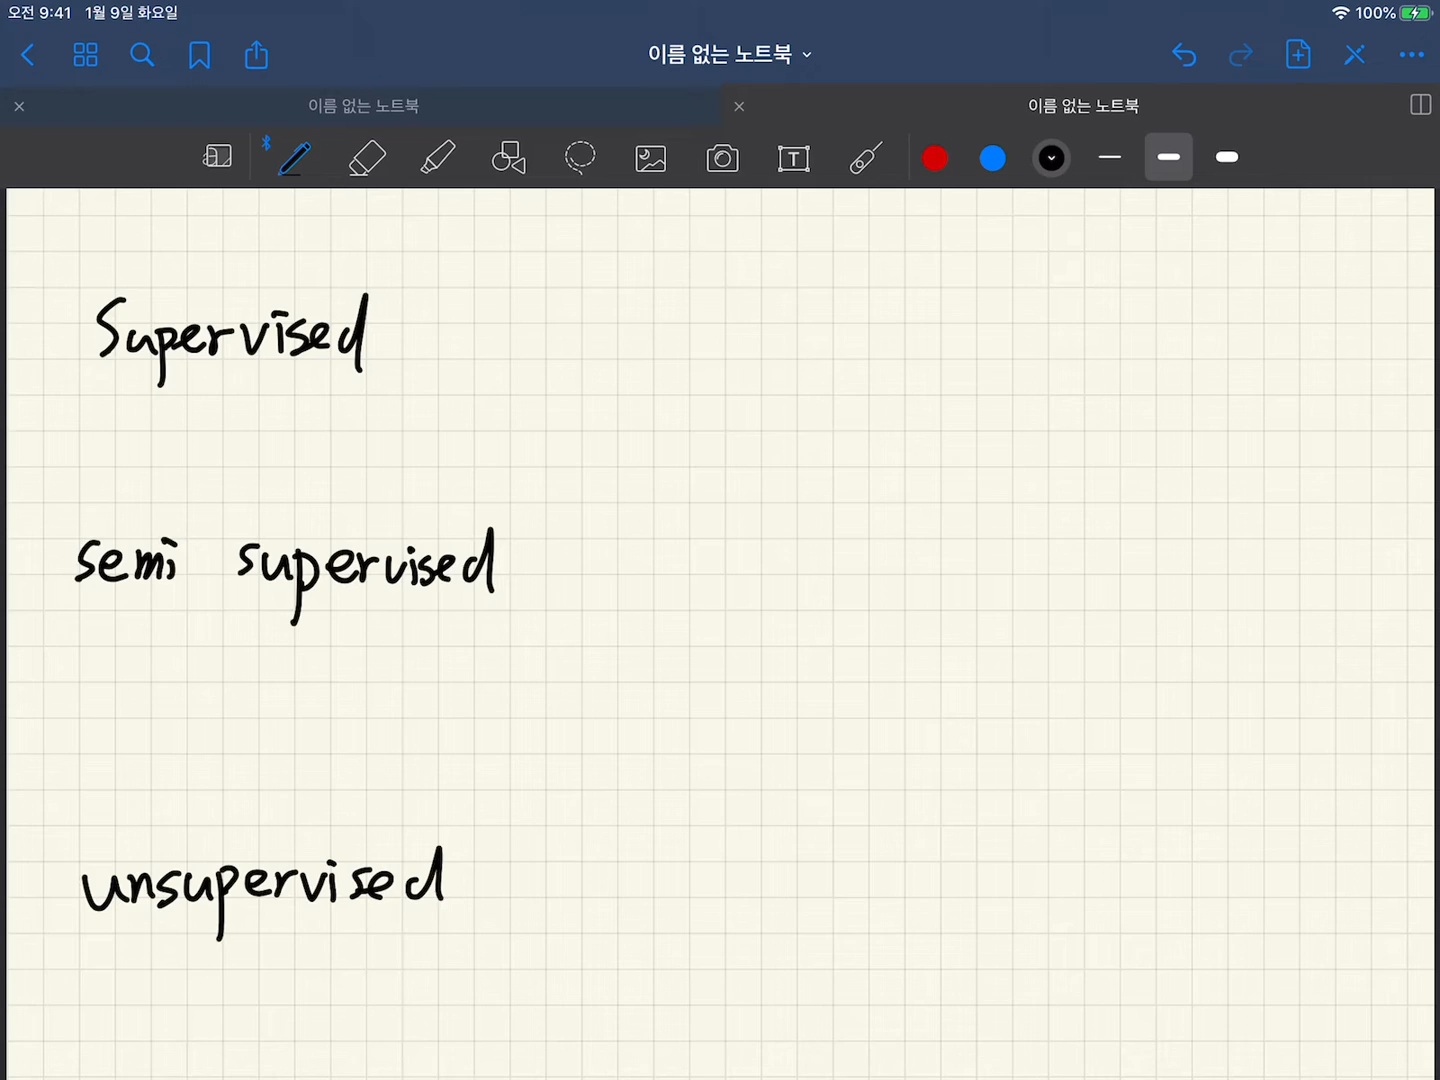 오전 9:41 1월 9일 화요일 100%
이름 없는 노트북
이름 없는 노트북 이름 없는 노트북
T
Supervised
semi supervised
unsupervised